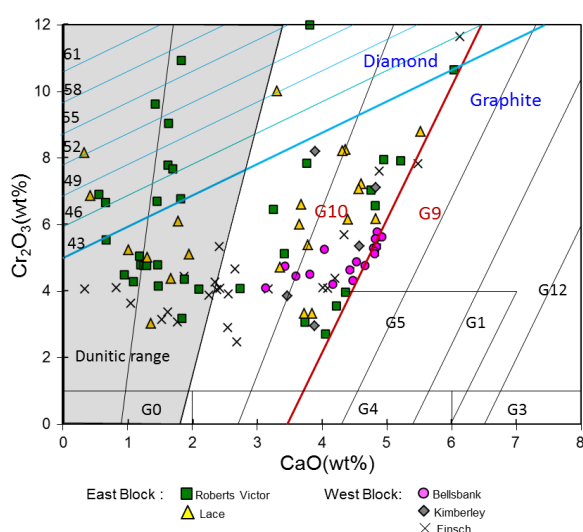 12
10
8
6
4
2
0
Cr₂O₃(wt%)
61
58
55
52
49
46
43
Diamond
Graphite
G10
G9
G12
G5
G1
Dunitic range
G0
G4
G3
0 1 2 3 4 5 6 7 8
CaO(wt%)
East Block : Roberts Victor West Block: Bellsbank
Lace Kimberley
Finsch